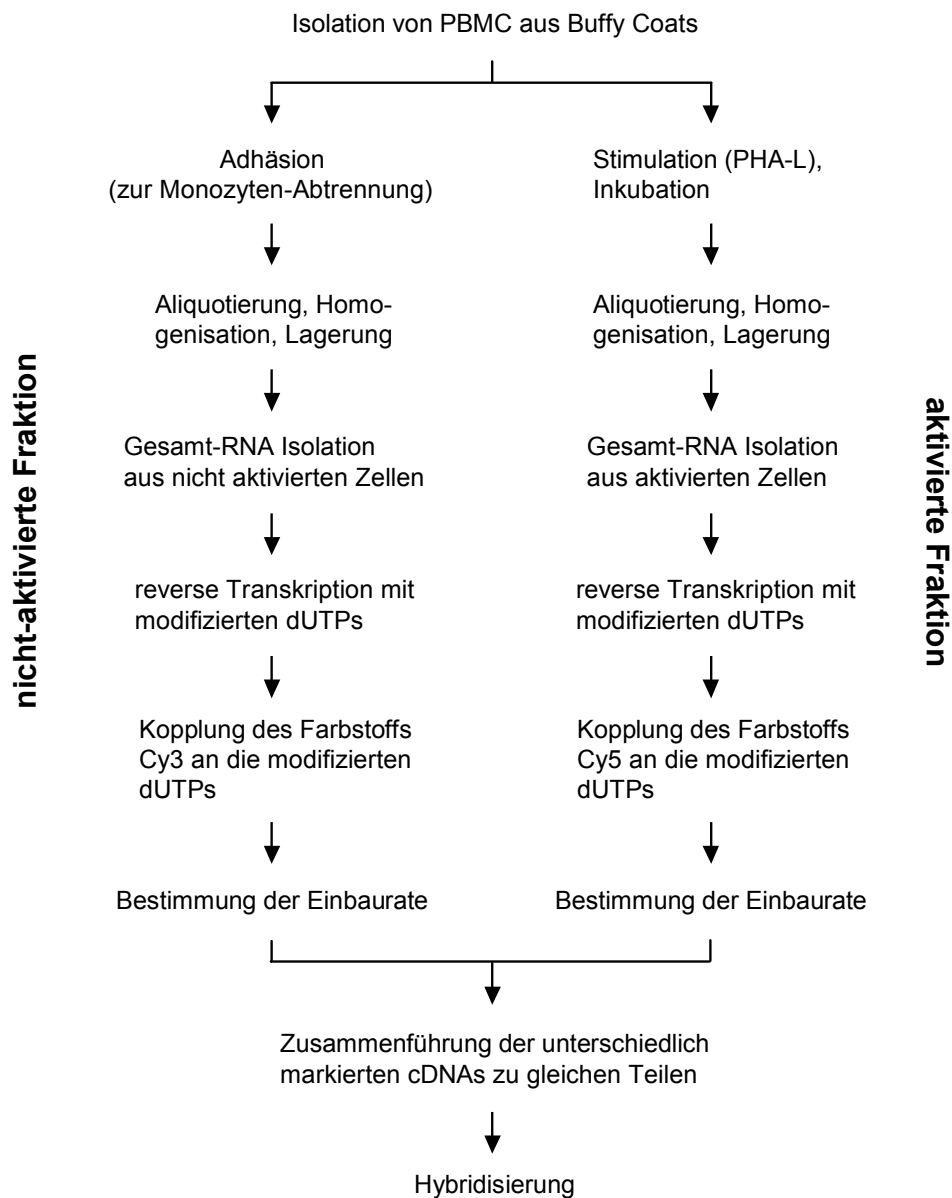 Isolation von PBMC aus Buffy Coats
Adhäsion
(zur Monozyten-Abtrennung)
Stimulation (PHA-L),
Inkubation
Aliquotierung, Homo-
genisation, Lagerung
Aliquotierung, Homo-
genisation, Lagerung
nicht-aktivierte Fraktion
aktivierte Fraktion
Gesamt-RNA Isolation
aus nicht aktivierten Zellen
Gesamt-RNA Isolation
aus aktivierten Zellen
reverse Transkription mit
modifizierten dUTPs
reverse Transkription mit
modifizierten dUTPs
Kopplung des Farbstoffs
Cy3 an die modifizierten
dUTPs
Kopplung des Farbstoffs
Cy5 an die modifizierten
dUTPs
Bestimmung der Einbaurate
Bestimmung der Einbaurate
Zusammenführung der unterschiedlich
markierten cDNAs zu gleichen Teilen
Hybridisierung